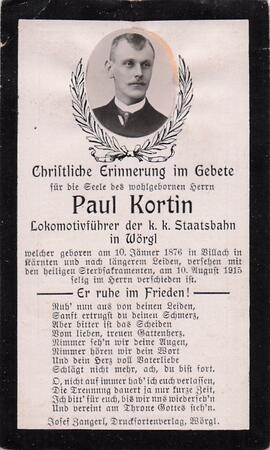 Christliche Erinnerung im Gebete
für die Seele des wohlgebornen Herrn
Paul Kortin
Lokomotivführer der k. k. Staatsbahn
in Wörgl
welcher geboren am 10. Jänner 1876 in Villach in
Kärnten und nach längerem Leiden, versehen mit
den heiligen Sterbsakramenten, am 10. August 1915
selig im Herrn verschieden ist.
Er ruhe im Frieden!
Ruh' nun aus von deinen Leiden,
Sanft ertrugst du deinen Schmerz,
Aber bitter ist das Scheiden
Vom lieben, treuen Gattenherz.
Nimmer seh'n wir deine Augen,
Nimmer hören wir dein Wort
Und dein Herz voll Vaterliebe
Schlägt nicht mehr, ach, du bist fort.
O, nicht auf immer hab' ich euch verlassen,
Die Trennung dauert ja nur kurze Zeit,
Ich bitt' für euch, bis wir uns wiederseh'n
Und vereint am Throne Gottes steh'n.
Josef Zangerl, Drucksortenverlag, Wörgl.